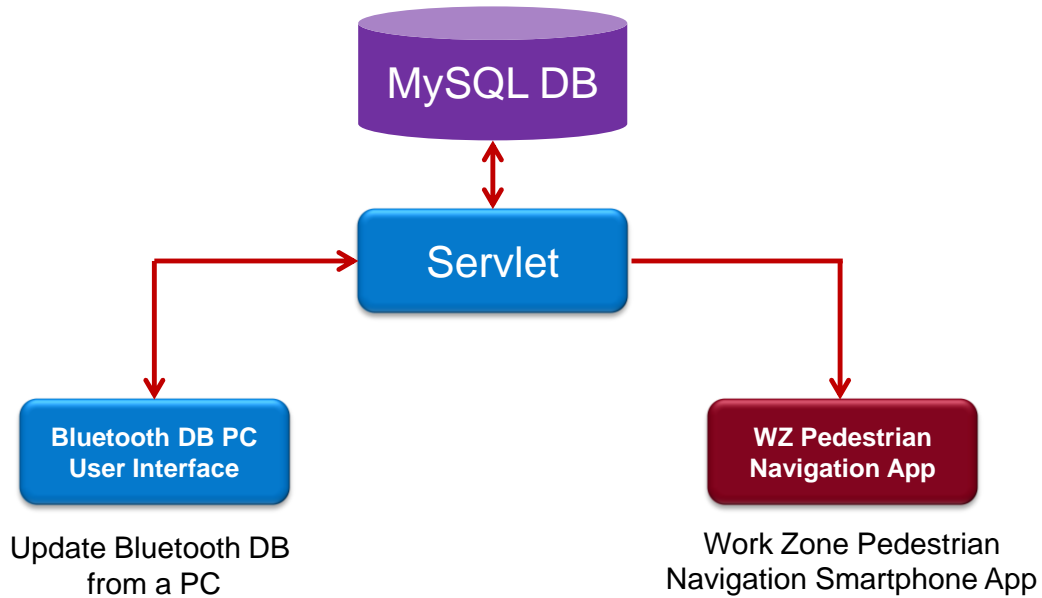 MySQL DB
Servlet
Bluetooth DB PC
User Interface
Update Bluetooth DB
from a PC
WZ Pedestrian
Navigation App
Work Zone Pedestrian
Navigation Smartphone App